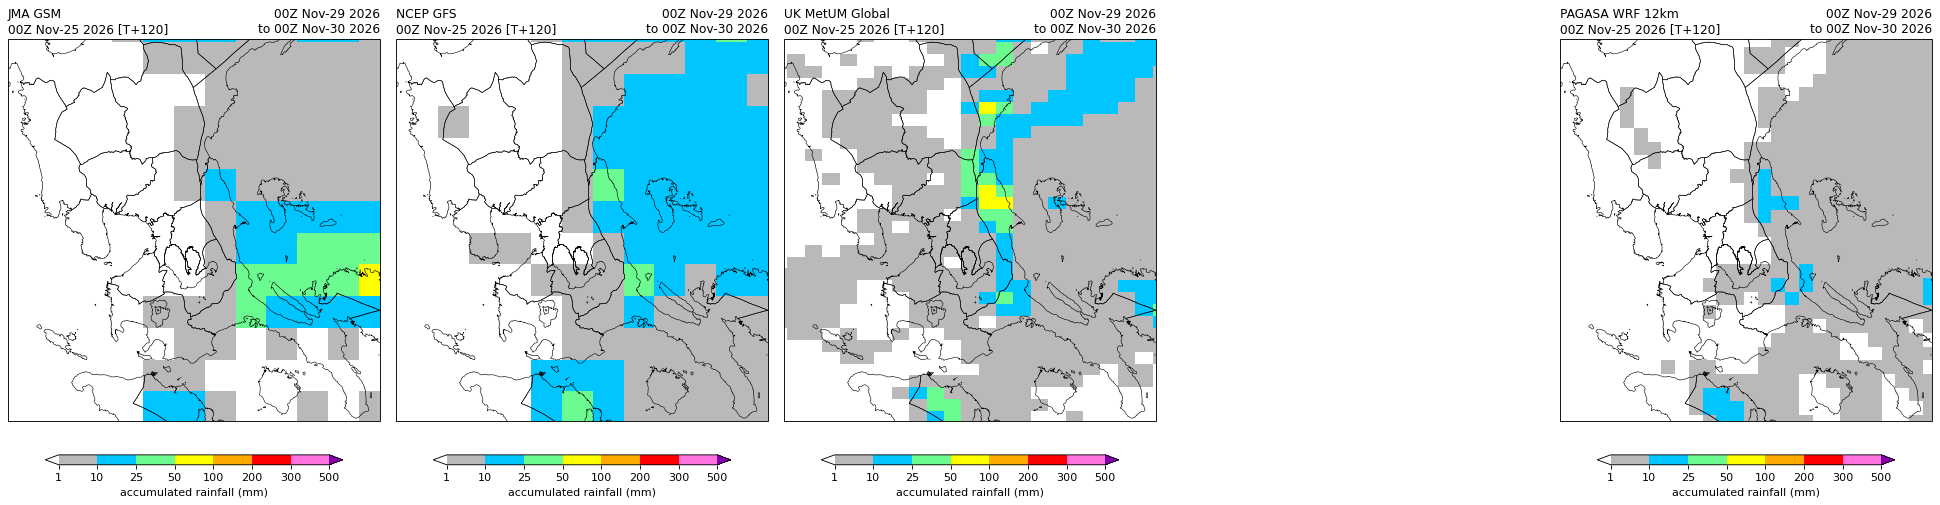 JMA GSM
00Z Nov-25 2026 [T+120]
00Z Nov-29 2026
to 00Z Nov-30 2026
1 10 25 50 100 200 300 500
accumulated rainfall (mm)
NCEP GFS
00Z Nov-25 2026 [T+120]
00Z Nov-29 2026
to 00Z Nov-30 2026
1 10 25 50 100 200 300 500
accumulated rainfall (mm)
UK MetUM Global
00Z Nov-25 2026 [T+120]
00Z Nov-29 2026
to 00Z Nov-30 2026
1 10 25 50 100 200 300 500
accumulated rainfall (mm)
PAGASA WRF 12km
00Z Nov-25 2026 [T+120]
00Z Nov-29 2026
to 00Z Nov-30 2026
1 10 25 50 100 200 300 500
accumulated rainfall (mm)